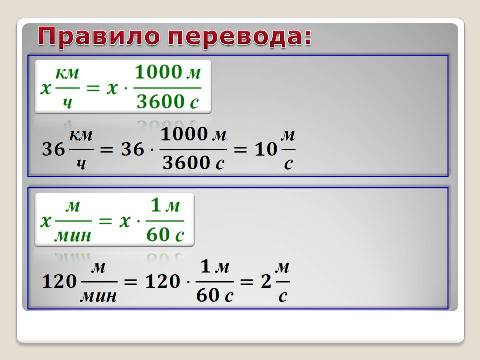 Правило перевода:
x км/ч = x · 1000 м/3600 с
36 км/ч = 36 · 1000 м/3600 с = 10 м/с
x м/мин = x · 1 м/60 с
120 м/мин = 120 · 1 м/60 с = 2 м/с